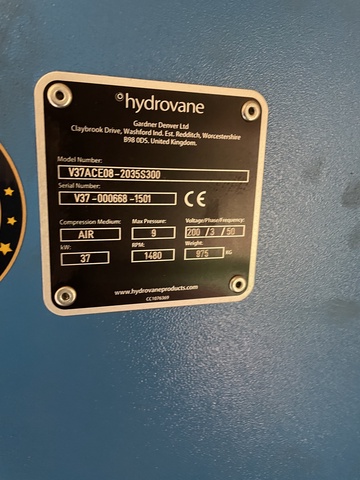 hydrovane
Gardner Denver Ltd
Claybrook Drive, Washford Ind. Est. Redditch, Worcestershire
B98 0DS. United Kingdom.
Model Number:
V37ACE08-2035S300
Serial Number:
V37-000668-1501
CE
Compression Medium: Max Pressure: Voltage/Phase/Frequency:
AIR 9 200 / 3 / 50
kW: RPM: Weight:
37 1480 975 KG
www.hydrovaneproducts.com
CC1076369